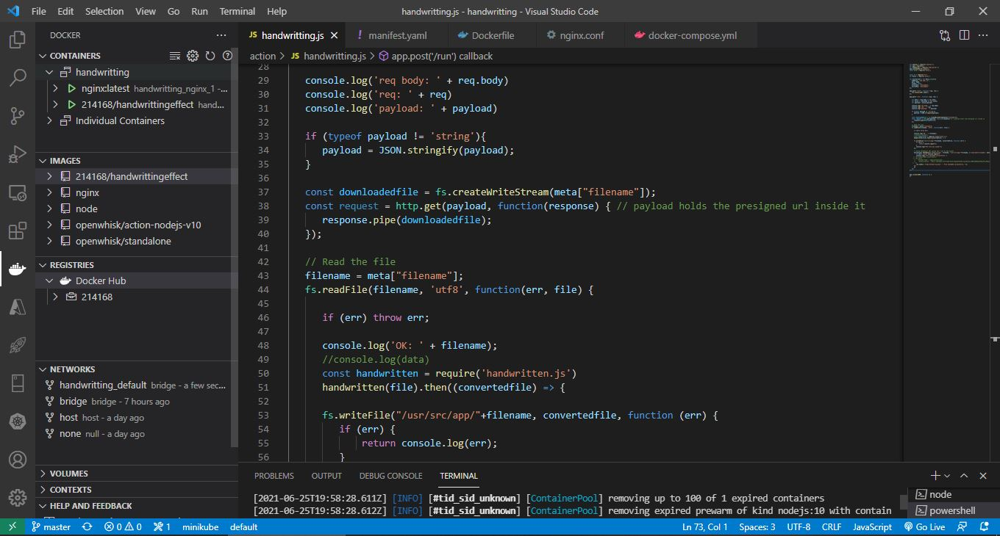 File Edit Selection View Go Run Terminal Help handwritting.js - handwritting - Visual Studio Code
DOCKER
CONTAINERS
handwritting
nginx:latest handwritting_nginx_1 -...
214168/handwrittingeffect hand...
Individual Containers
IMAGES
214168/handwrittingeffect
nginx
node
openwhisk/action-nodejs-v10
openwhisk/standalone
REGISTRIES
Docker Hub
214168
NETWORKS
handwritting_default bridge - a few sec...
bridge bridge - 7 hours ago
host host - a day ago
none null - a day ago
VOLUMES
CONTEXTS
HELP AND FEEDBACK
JS handwritting.js ! manifest.yaml Dockerfile nginx.conf docker-compose.yml
action > JS handwritting.js > app.post('/run') callback
28
29 console.log('req body: ' + req.body)
30 console.log('req: ' + req)
31 console.log('payload: ' + payload)
32
33 if (typeof payload != 'string'){
34 payload = JSON.stringify(payload);
35 }
36
37 const downloadedfile = fs.createWriteStream(meta["filename"]);
38 const request = http.get(payload, function(response) { // payload holds the presigned url inside it
39 response.pipe(downloadedfile);
40 });
41
42 // Read the file
43 filename = meta["filename"];
44 fs.readFile(filename, 'utf8', function(err, file) {
45
46 if (err) throw err;
47
48 console.log('OK: ' + filename);
49 //console.log(data)
50 const handwritten = require('handwritten.js')
51 handwritten(file).then((convertedfile) => {
52
53 fs.writeFile("/usr/src/app/"+filename, convertedfile, function (err) {
54 if (err) {
55 return console.log(err);
56 }
PROBLEMS OUTPUT DEBUG CONSOLE TERMINAL
[2021-06-25T19:58:28.611Z] [INFO] [#tid_sid_unknown] [ContainerPool] removing up to 100 of 1 expired containers
[2021-06-25T19:58:28.612Z] [INFO] [#tid_sid_unknown] [ContainerPool] removing expired prewarm of kind nodejs:10 with contain
node
powershell
master 0 0 1 minikube default Ln 73, Col 1 Spaces: 3 UTF-8 CRLF JavaScript Go Live